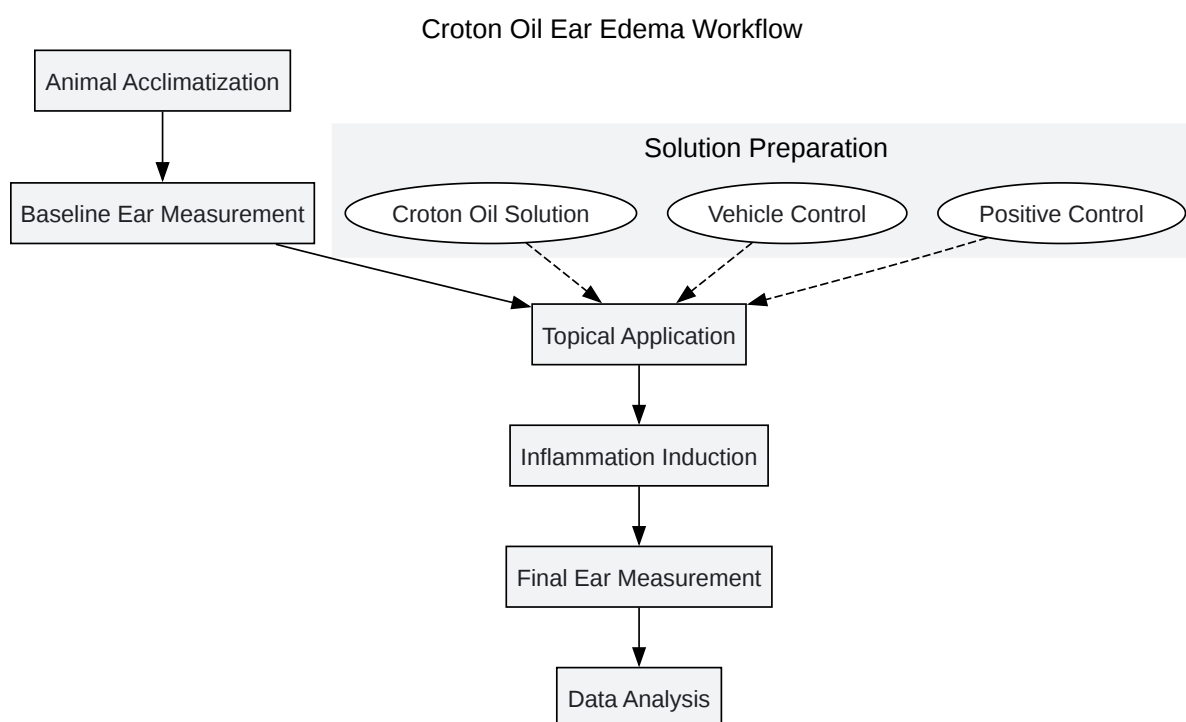 Croton Oil Ear Edema Workflow
Animal Acclimatization
Solution Preparation
Baseline Ear Measurement
Croton Oil Solution
Vehicle Control
Positive Control
Topical Application
Inflammation Induction
Final Ear Measurement
Data Analysis